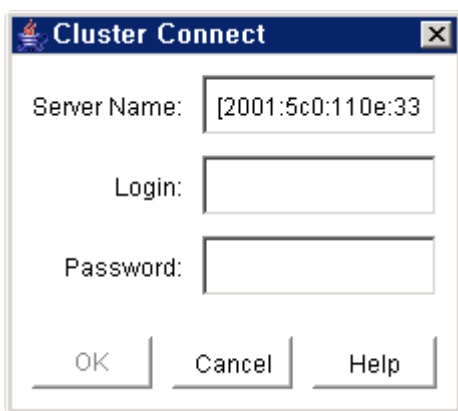 Cluster Connect
Server Name: [2001:5c0:110e:33
Login:
Password:
OK Cancel Help